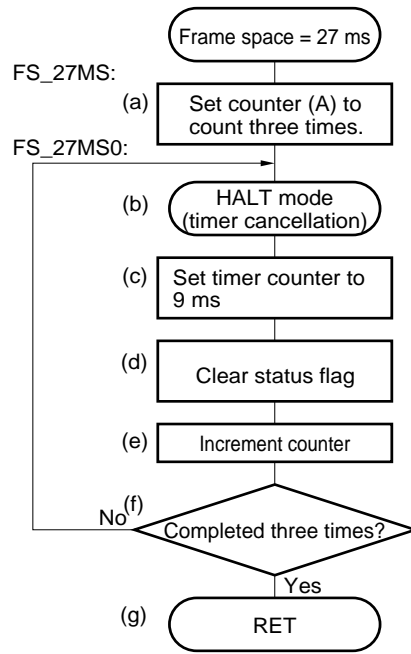 Frame space = 27 ms
FS_27MS:
(a)
Set counter (A) to
count three times.
FS_27MS0:
(b)
HALT mode
(timer cancellation)
(c)
Set timer counter to
9 ms
(d)
Clear status flag
(e)
Increment counter
(f)
No
Completed three times?
Yes
(g)
RET